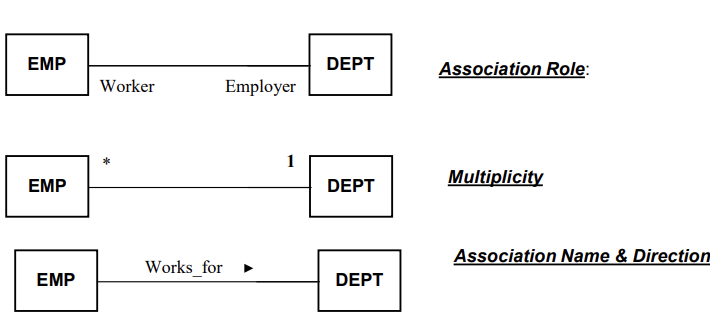 EMP
DEPT
Association Role:
Worker
Employer
*
1
EMP
DEPT
Multiplicity
Association Name & Direction
Works_for ►
EMP
DEPT